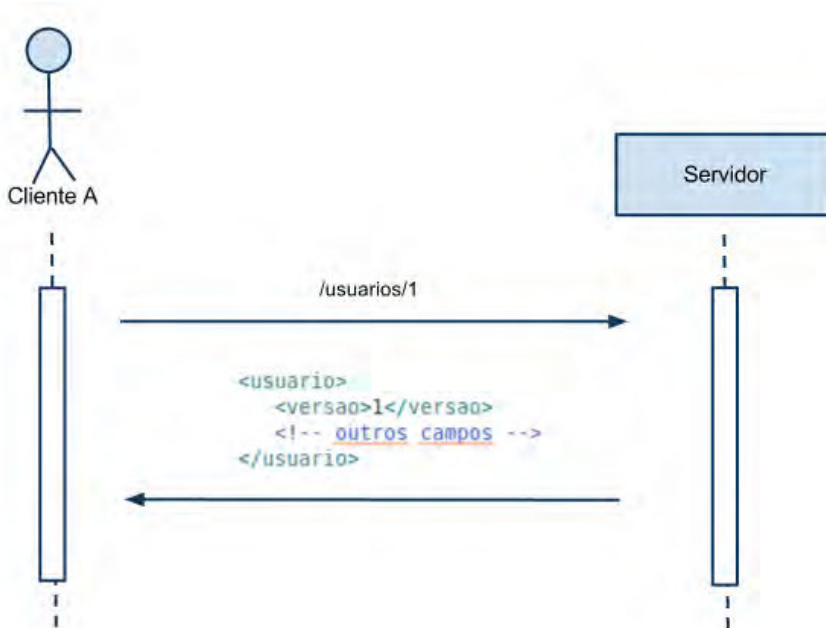 Cliente A
Servidor
/usuarios/1
<usuario>
<versao>1</versao>
<!-- outros campos -->
</usuario>